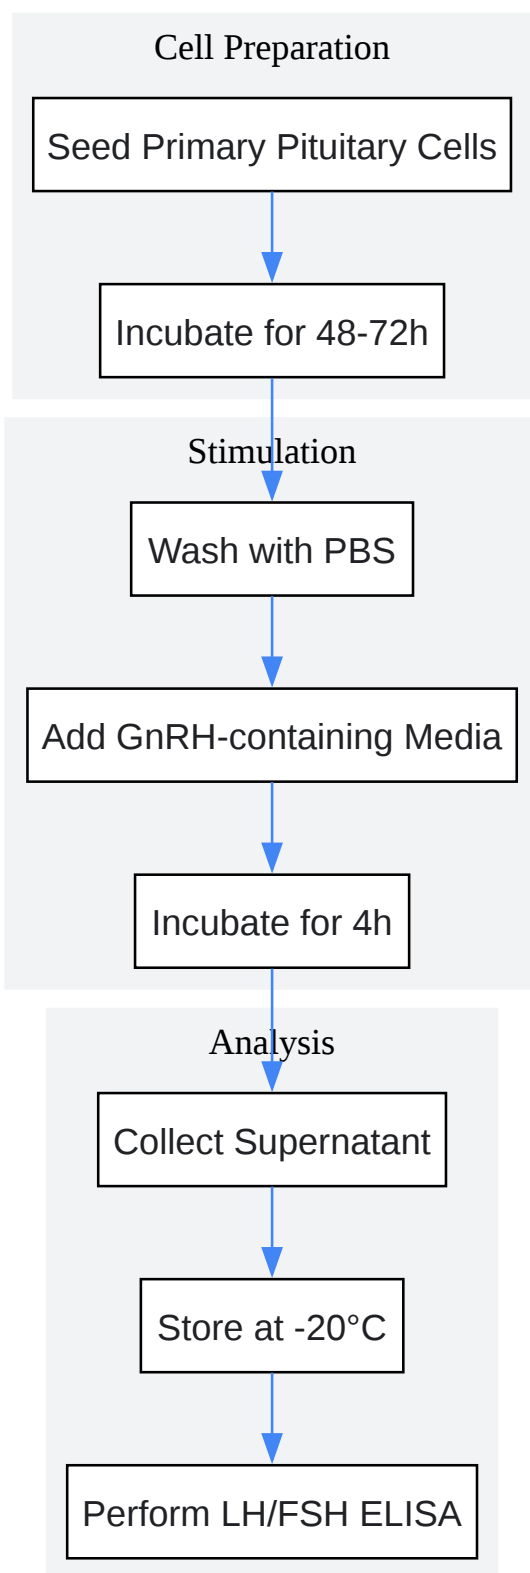 Cell Preparation
Seed Primary Pituitary Cells
Incubate for 48-72h
Stimulation
Wash with PBS
Add GnRH-containing Media
Incubate for 4h
Analysis
Collect Supernatant
Store at -20°C
Perform LH/FSH ELISA